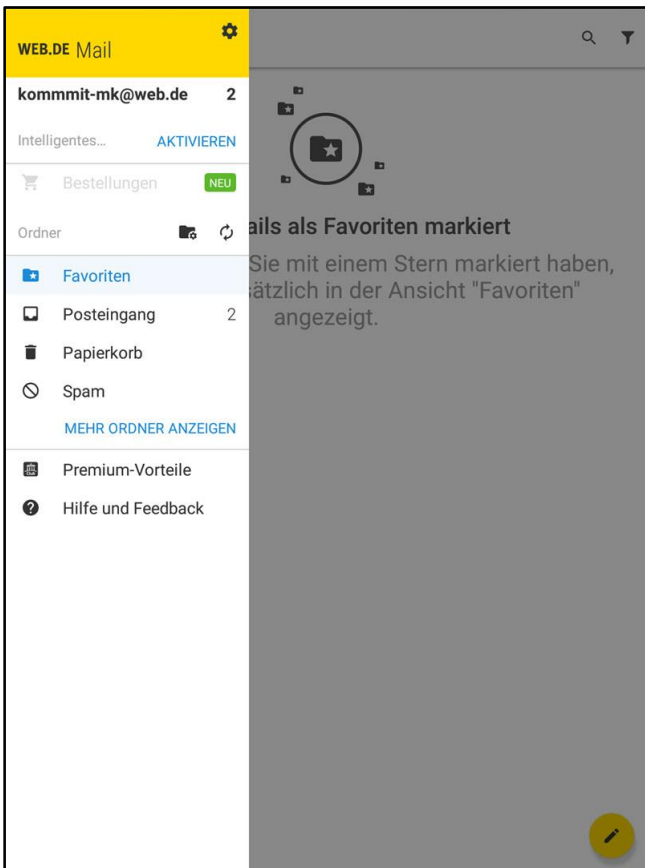 WEB.DE Mail
kommmit-mk@web.de 2
Intelligentes... AKTIVIEREN
Bestellungen NEU
Ordner
Favoriten
Posteingang 2
Papierkorb
Spam
MEHR ORDNER ANZEIGEN
Premium-Vorteile
Hilfe und Feedback
als Favoriten markiert
Sie mit einem Stern markiert haben,
in der Ansicht "Favoriten"
angezeigt.